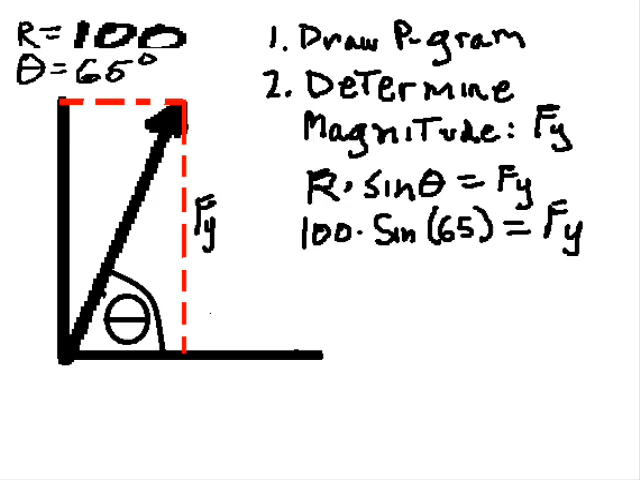 R = 100
θ = 65°
1. Draw P-gram
2. Determine
Magnitude: Fy
R · sinθ = Fy
100 · Sin (65) = Fy
Fy
θ